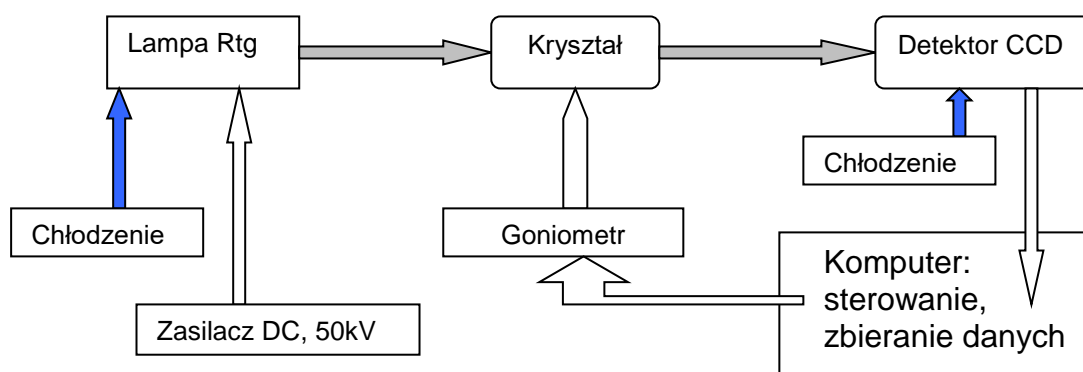 Lampa Rtg
Kryształ
Detektor CCD
Chłodzenie
Chłodzenie
Goniometr
Komputer:
sterowanie,
zbieranie danych
Zasilacz DC, 50kV